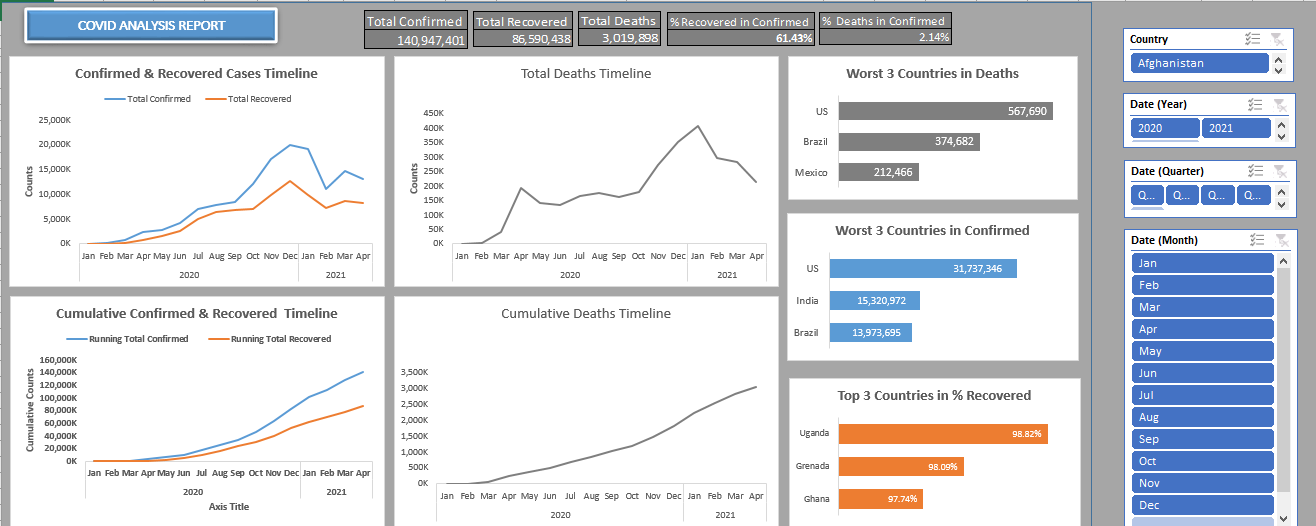 COVID ANALYSIS REPORT
Total Confirmed
140,947,401
Total Recovered
86,590,438
Total Deaths
3,019,898
%Recovered in Confirmed
61.43%
% Deaths in Confirmed
2.14%
Confirmed & Recovered Cases Timeline
Total Confirmed Total Recovered
Counts
25,000K
20,000K
15,000K
10,000K
5,000K
0K
Jan Feb Mar Apr May Jun Jul Aug Sep Oct Nov Dec Jan Feb Mar Apr
2020 2021
Total Deaths Timeline
Counts
450K
400K
350K
300K
250K
200K
150K
100K
50K
0K
Jan Feb Mar Apr May Jun Jul Aug Sep Oct Nov Dec Jan Feb Mar Apr
2020 2021
Worst 3 Countries in Deaths
US 567,690
Brazil 374,682
Mexico 212,466
Worst 3 Countries in Confirmed
US 31,737,346
India 15,320,972
Brazil 13,973,695
Cumulative Confirmed & Recovered Timeline
Running Total Confirmed Running Total Recovered
Cumulative Counts
160,000K
140,000K
120,000K
100,000K
80,000K
60,000K
40,000K
20,000K
0K
Jan Feb Mar Apr May Jun Jul Aug Sep Oct Nov Dec Jan Feb Mar Apr
2020 2021
Axis Title
Cumulative Deaths Timeline
3,500K
3,000K
2,500K
2,000K
1,500K
1,000K
500K
0K
Jan Feb Mar Apr May Jun Jul Aug Sep Oct Nov Dec Jan Feb Mar Apr
2020 2021
Top 3 Countries in % Recovered
Uganda 98.82%
Grenada 98.09%
Ghana 97.74%
Country
Afghanistan
Date (Year)
2020 2021
Date (Quarter)
Q... Q... Q... Q...
Date (Month)
Jan
Feb
Mar
Apr
May
Jun
Jul
Aug
Sep
Oct
Nov
Dec